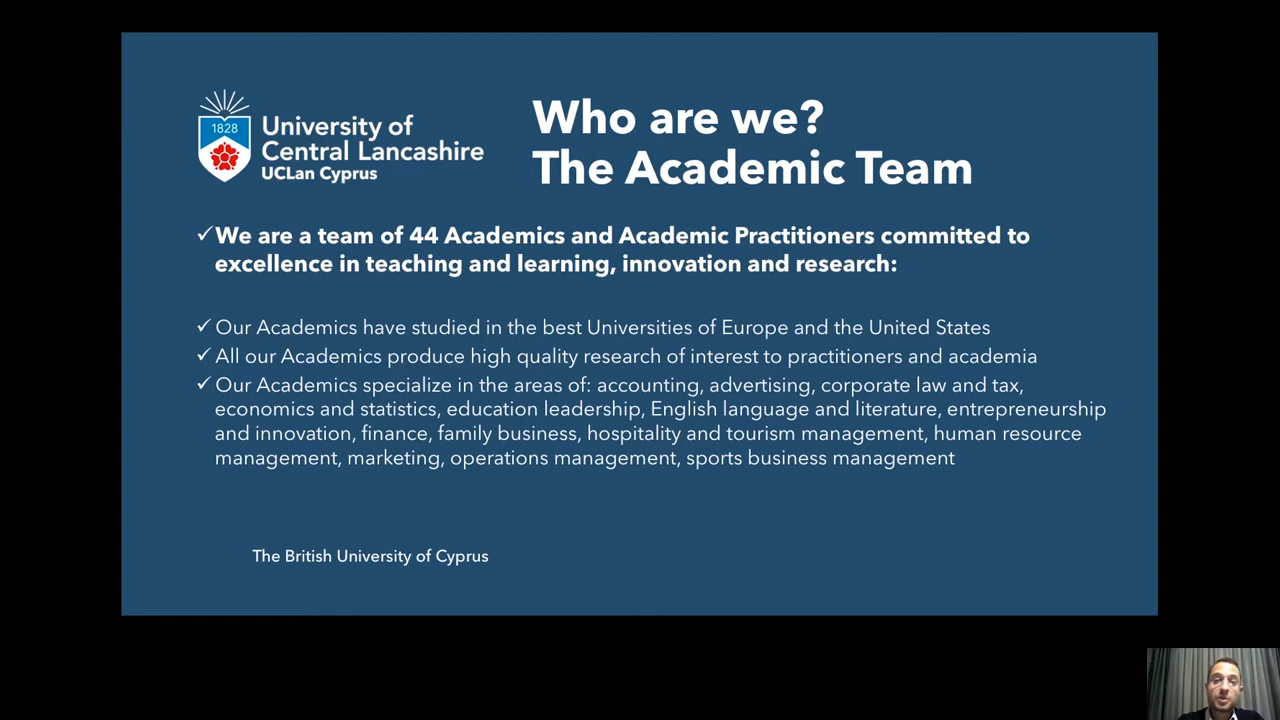 1828
University of
Central Lancashire
UCLan Cyprus
Who are we?
The Academic Team
✓We are a team of 44 Academics and Academic Practitioners committed to
excellence in teaching and learning, innovation and research:
✓Our Academics have studied in the best Universities of Europe and the United States
✓All our Academics produce high quality research of interest to practitioners and academia
✓Our Academics specialize in the areas of: accounting, advertising, corporate law and tax,
economics and statistics, education leadership, English language and literature, entrepreneurship
and innovation, finance, family business, hospitality and tourism management, human resource
management, marketing, operations management, sports business management
The British University of Cyprus